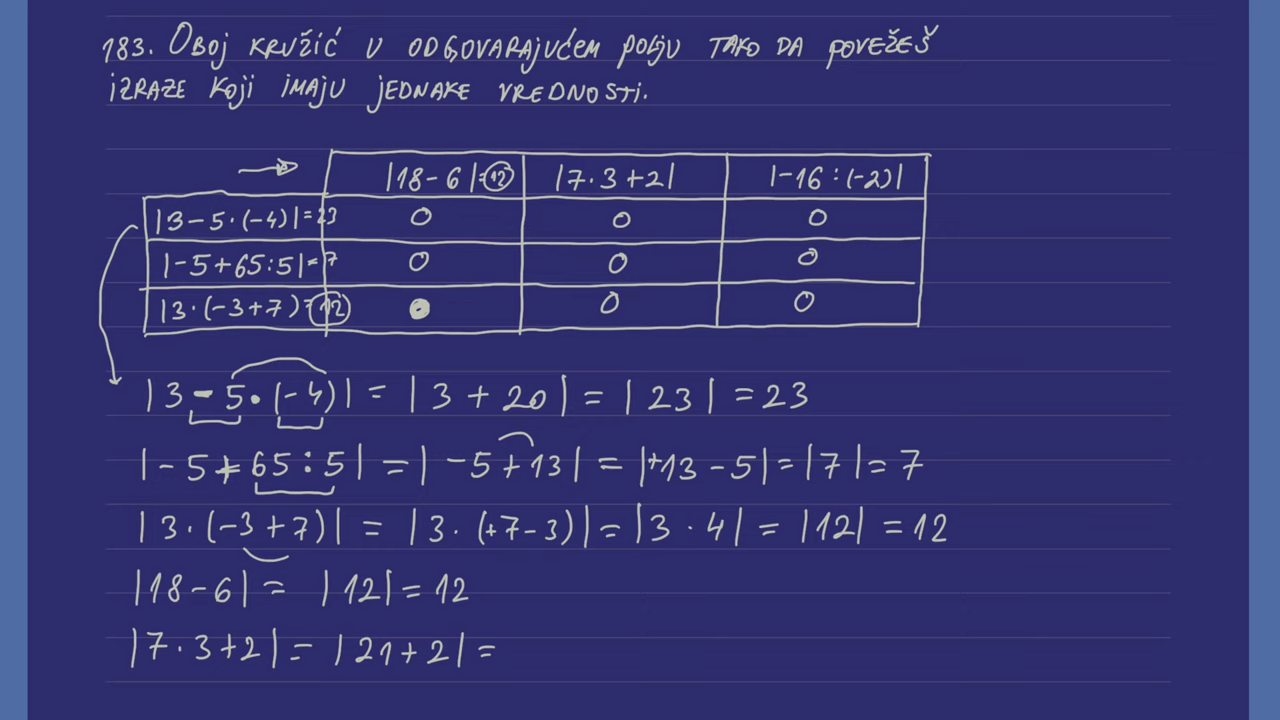 183. Oboj kružić u odgovarajućem polju tako da povežeš
izraze koji imaju jednake vrednosti.
|18-6|=12 |7·3+2| |-16:(-2)|
|3-5·(-4)|=23 O O O
|-5+65:5|=7 O O O
|3·(-3+7)=12 ● O O
|3-5·(-4)| = |3+20| = |23| = 23
|-5+65:5| = |-5+13| = |+13-5| = |7| = 7
|3·(-3+7)| = |3·(+7-3)| = |3·4| = |12| = 12
|18-6| = |12| = 12
|7·3+2| = |21+2| =